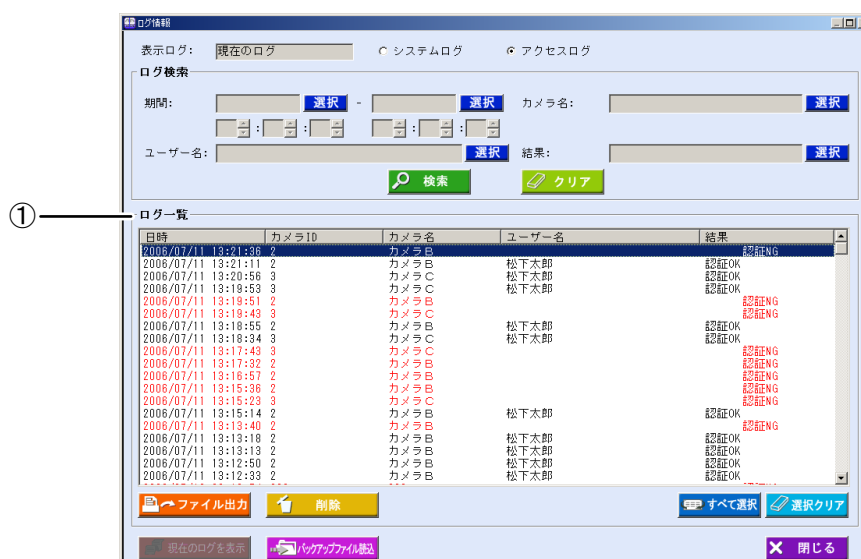 ログ情報
表示ログ: 現在のログ システムログ アクセスログ
ログ検索
期間: 選択 - 選択 カメラ名: 選択
: : : :
ユーザー名: 選択 結果: 選択
検索 クリア
①
ログ一覧
日時 カメラID カメラ名 ユーザー名 結果
2006/07/11 13:21:36 2 カメラB 認証NG
2006/07/11 13:21:11 2 カメラB 松下太郎 認証OK
2006/07/11 13:20:56 3 カメラC 松下太郎 認証OK
2006/07/11 13:19:53 3 カメラC 松下太郎 認証OK
2006/07/11 13:19:51 2 カメラB 認証NG
2006/07/11 13:19:43 3 カメラC 認証NG
2006/07/11 13:18:55 2 カメラB 松下太郎 認証OK
2006/07/11 13:18:34 3 カメラC 松下太郎 認証OK
2006/07/11 13:17:43 3 カメラC 認証NG
2006/07/11 13:17:32 2 カメラB 認証NG
2006/07/11 13:16:57 2 カメラB 認証NG
2006/07/11 13:15:36 2 カメラB 認証NG
2006/07/11 13:15:23 3 カメラC 認証NG
2006/07/11 13:15:14 2 カメラB 松下太郎 認証OK
2006/07/11 13:13:40 2 カメラB 認証NG
2006/07/11 13:13:18 2 カメラB 松下太郎 認証OK
2006/07/11 13:13:13 2 カメラB 松下太郎 認証OK
2006/07/11 13:12:50 2 カメラB 松下太郎 認証OK
2006/07/11 13:12:33 2 カメラB 松下太郎 認証OK
ファイル出力 削除 すべて選択 選択クリア
現在のログを表示 バックアップファイル読込 閉じる